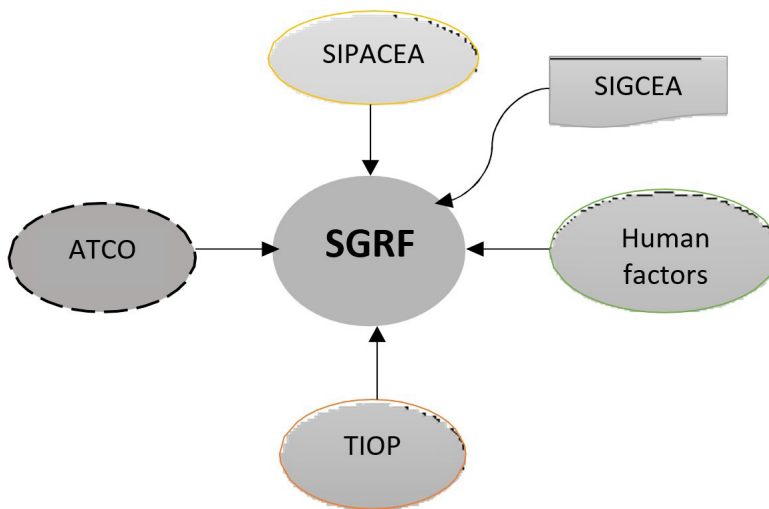 SIPACEA
SIGCEA
ATCO
SGRF
Human
factors
TIOP